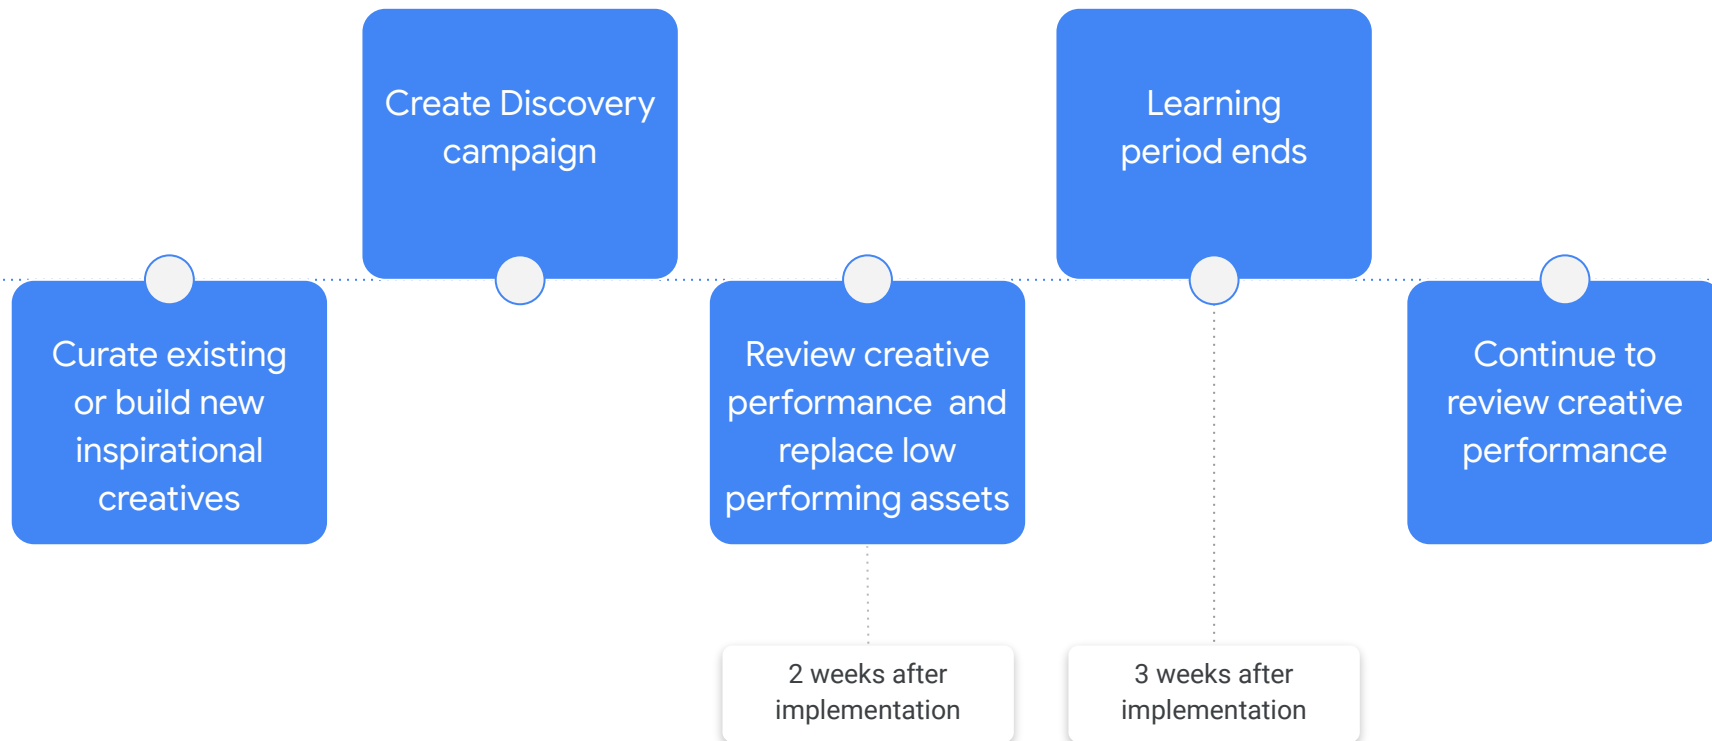 Curate existing
or build new
inspirational
creatives
Create Discovery
campaign
Review creative
performance  and
replace low
performing assets
2 weeks after
implementation
Learning
period ends
3 weeks after
implementation
Continue to
review creative
performance